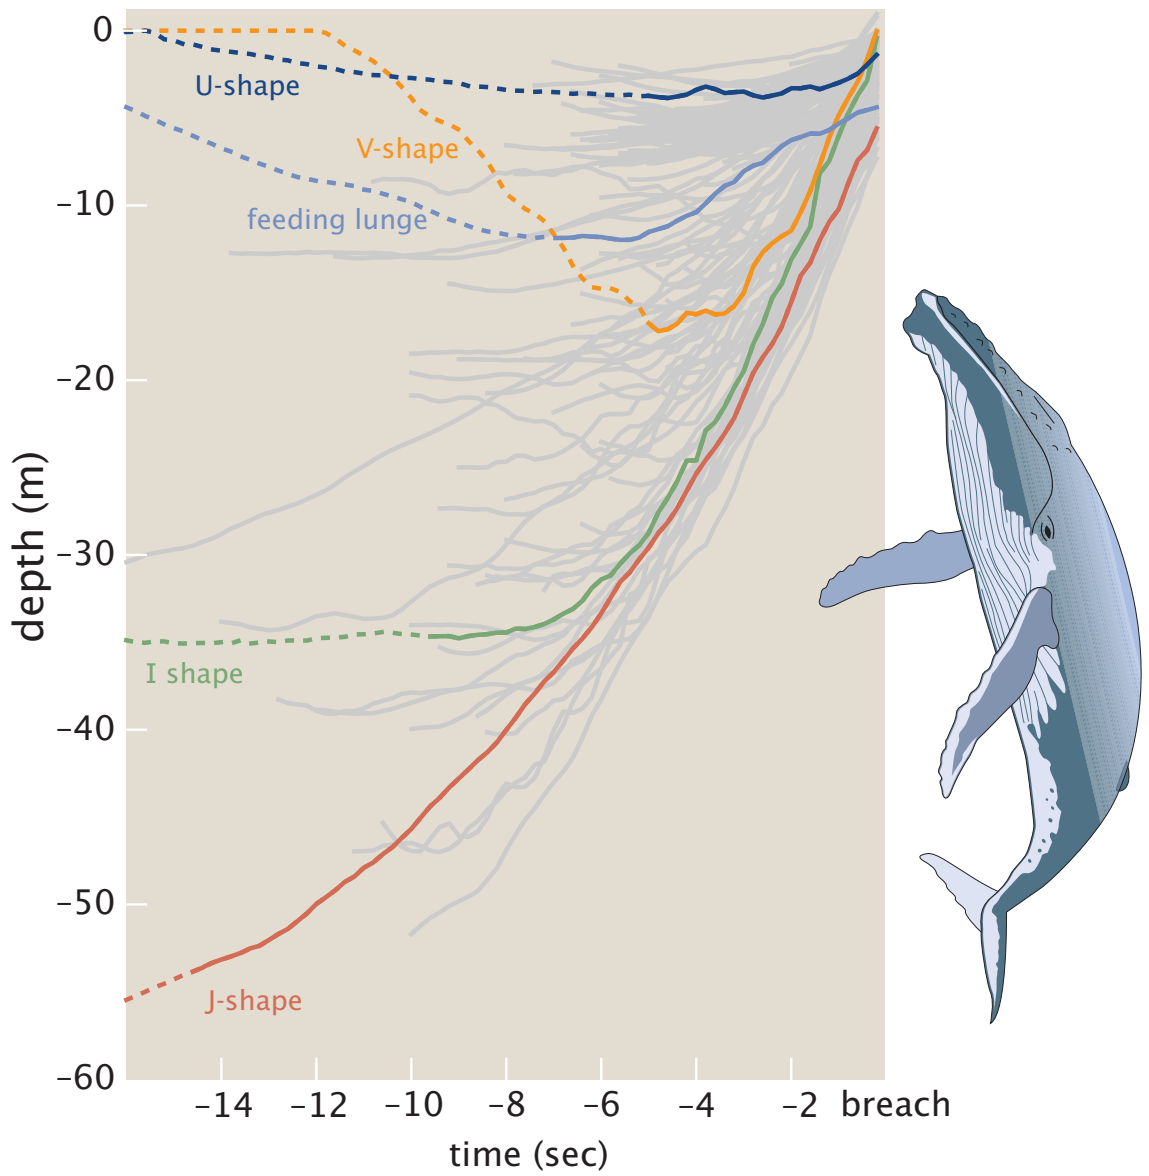 0
U-shape
V-shape
–10
feeding lunge
–20
depth (m)
–30
I shape
–40
–50
J-shape
–60
–14 –12 –10 –8 –6 –4 –2 breach
time (sec)